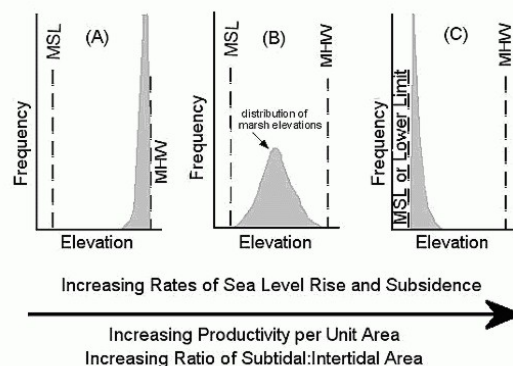 (A)
MSL
MHW
Frequency
Elevation
(B)
MSL
MHW
distribution of
marsh elevations
Frequency
Elevation
(C)
MSL or Lower Limit
MHW
Frequency
Elevation
Increasing Rates of Sea Level Rise and Subsidence
Increasing Productivity per Unit Area
Increasing Ratio of Subtidal:Intertidal Area